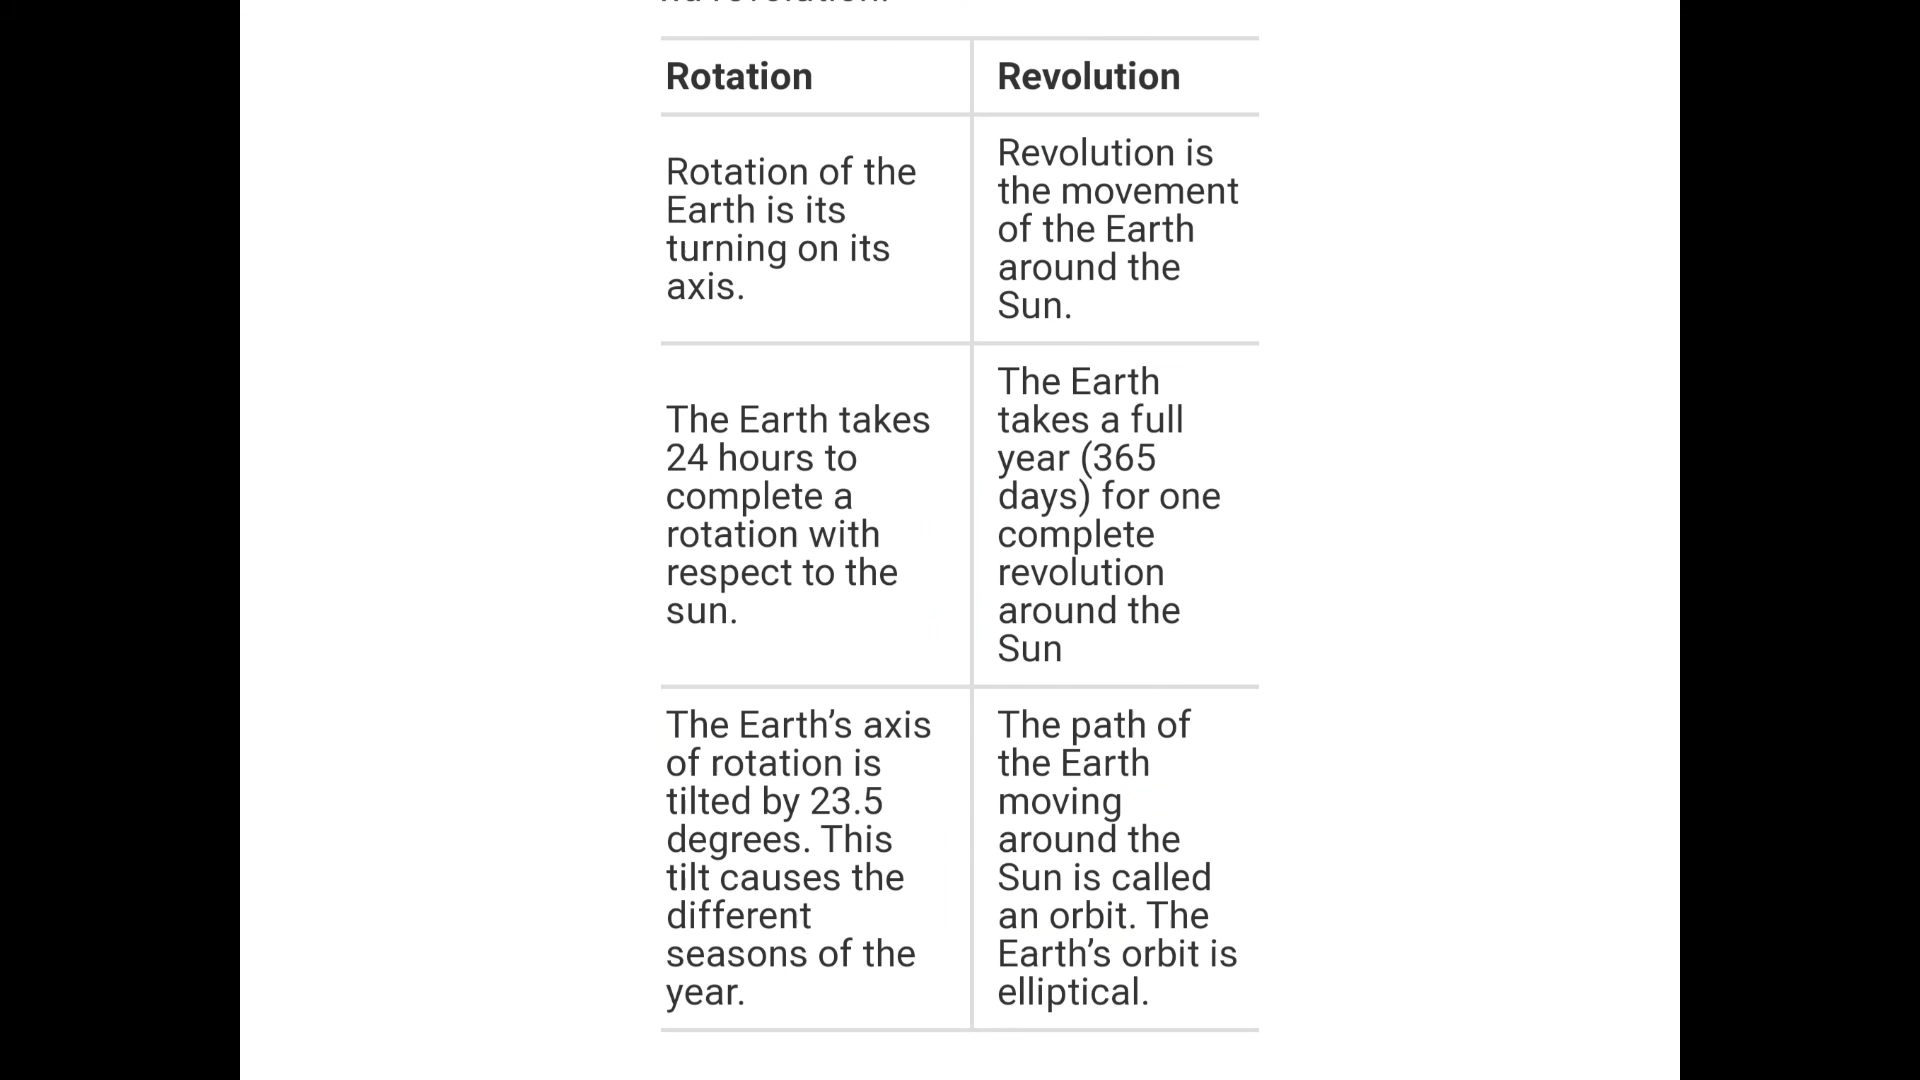 revolution.
Rotation
Revolution
Rotation of the
Earth is its
turning on its
axis.
Revolution is
the movement
of the Earth
around the
Sun.
The Earth takes
24 hours to
complete a
rotation with
respect to the
sun.
The Earth
takes a full
year (365
days) for one
complete
revolution
around the
Sun
The Earth’s axis
of rotation is
tilted by 23.5
degrees. This
tilt causes the
different
seasons of the
year.
The path of
the Earth
moving
around the
Sun is called
an orbit. The
Earth’s orbit is
elliptical.